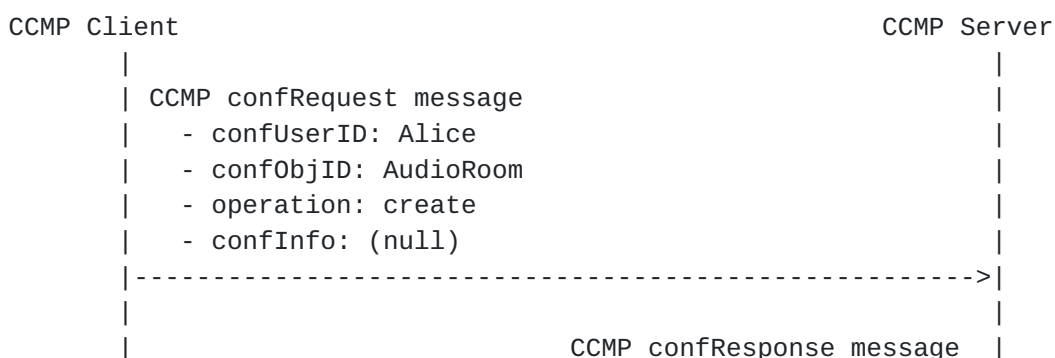 CCMP Client                                              CCMP Server
     |                                                        |
     | CCMP confRequest message                               |
     |   - confUserID: Alice                                  |
     |   - confObjID: AudioRoom                               |
     |   - operation: create                                  |
     |   - confInfo: (null)                                   |
     |------------------------------------------------------>|
     |                                                        |
     |                            CCMP confResponse message  |